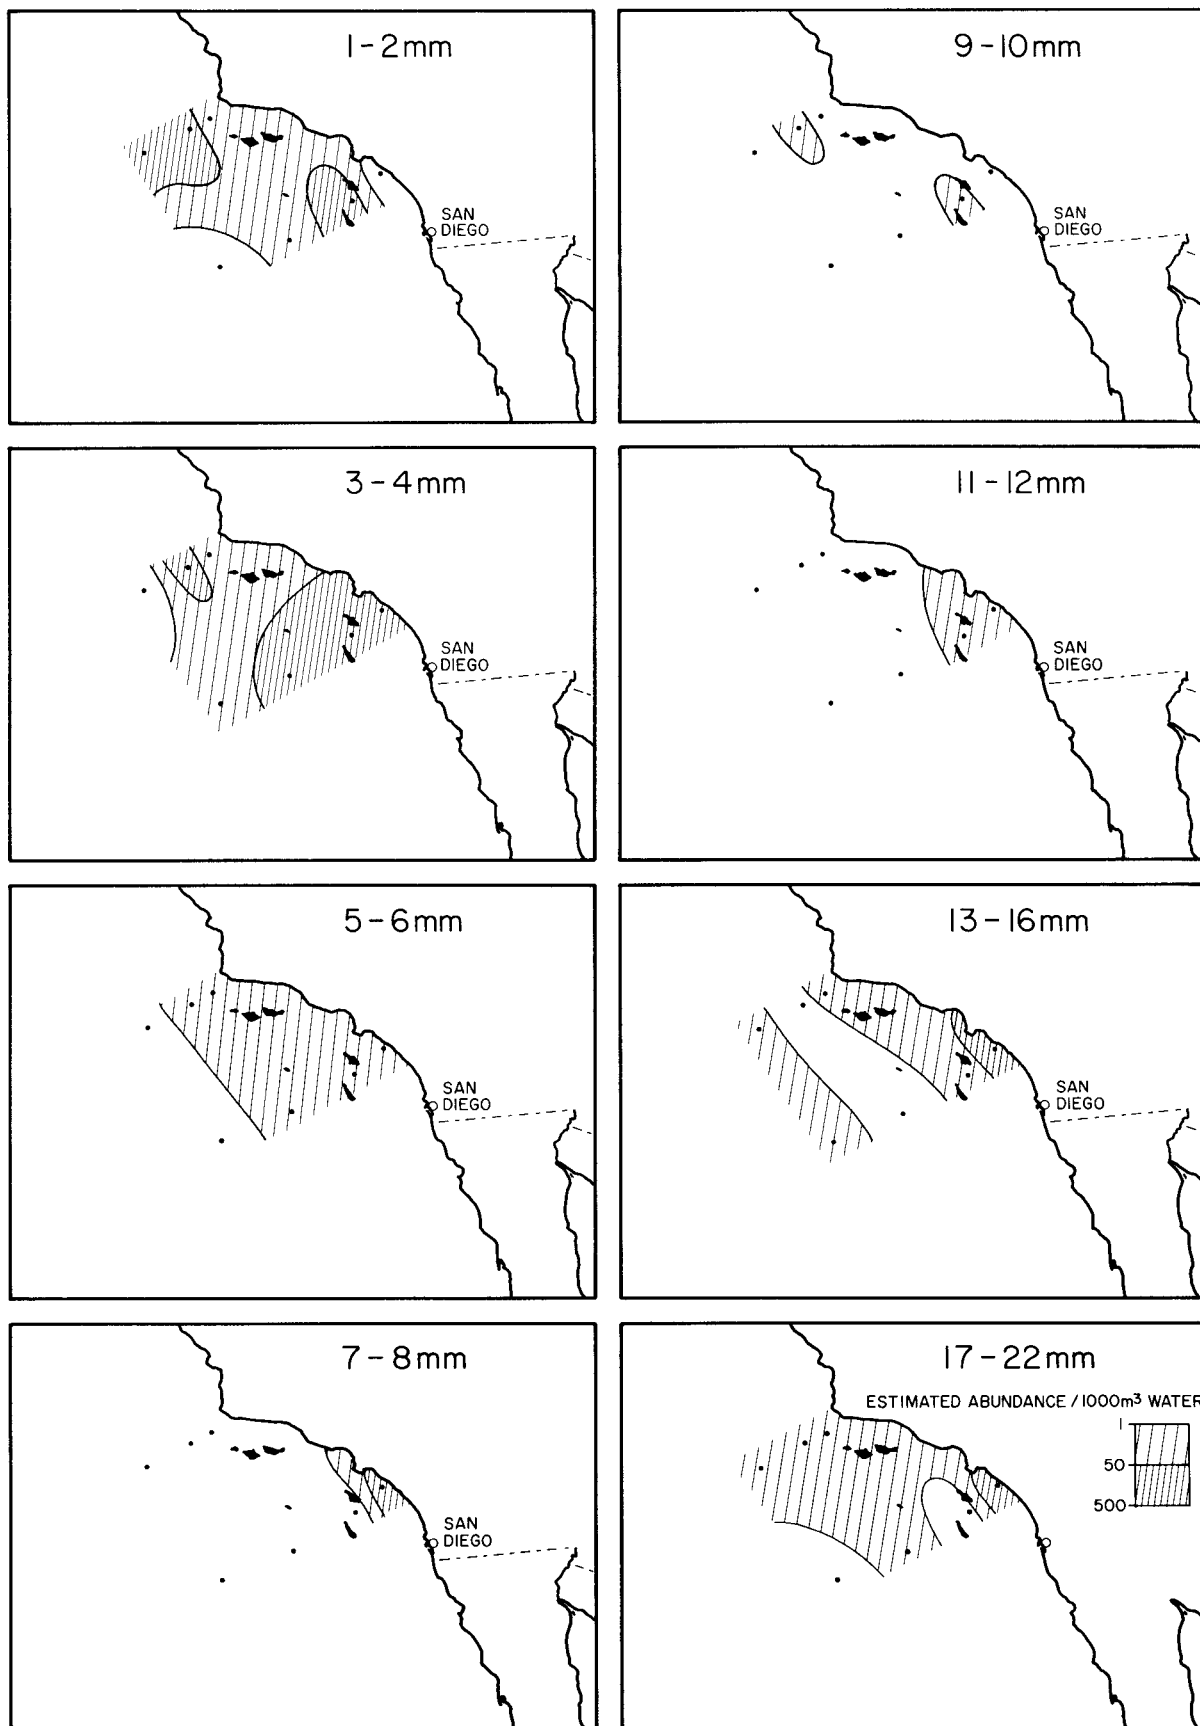 1-2mm
SAN
DIEGO
9-10mm
SAN
DIEGO
3-4mm
SAN
DIEGO
11-12mm
SAN
DIEGO
5-6mm
SAN
DIEGO
13-16mm
SAN
DIEGO
7-8mm
SAN
DIEGO
17-22mm
ESTIMATED ABUNDANCE / 1000m³ WATER
1
50
500